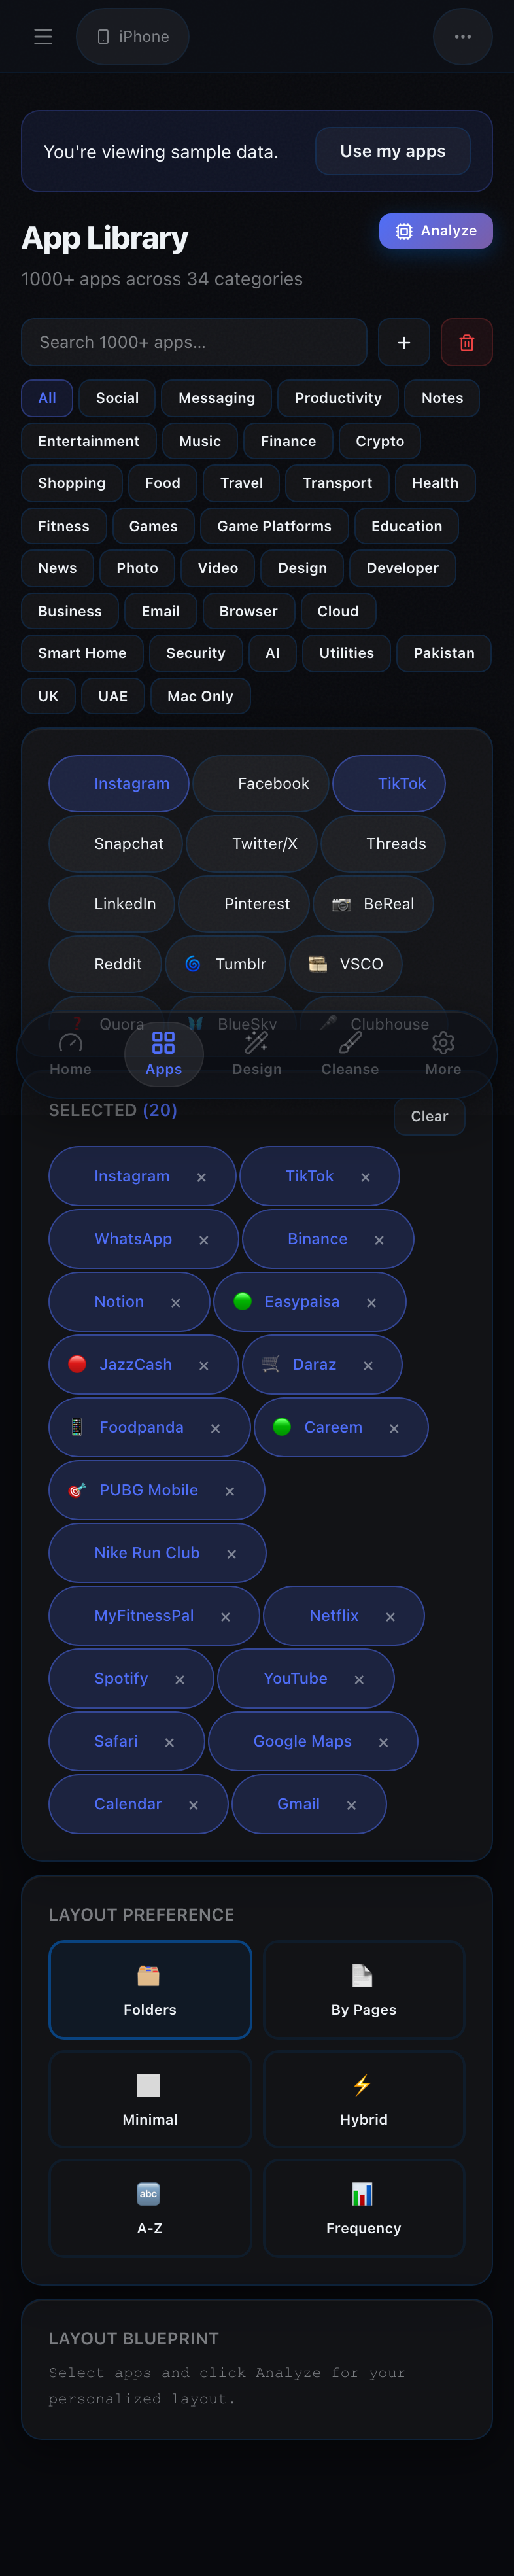 iPhone
You're viewing sample data. Use my apps
App Library Analyze
1000+ apps across 34 categories
Search 1000+ apps...
All Social Messaging Productivity Notes
Entertainment Music Finance Crypto
Shopping Food Travel Transport Health
Fitness Games Game Platforms Education
News Photo Video Design Developer
Business Email Browser Cloud
Smart Home Security AI Utilities Pakistan
UK UAE Mac Only
Instagram Facebook TikTok
Snapchat Twitter/X Threads
LinkedIn Pinterest BeReal
Reddit Tumblr VSCO
Quora BlueSky Clubhouse
Home Apps Design Cleanse More
SELECTED (20) Clear
Instagram × TikTok ×
WhatsApp × Binance ×
Notion × Easypaisa ×
JazzCash × Daraz ×
Foodpanda × Careem ×
PUBG Mobile ×
Nike Run Club ×
MyFitnessPal × Netflix ×
Spotify × YouTube ×
Safari × Google Maps ×
Calendar × Gmail ×
LAYOUT PREFERENCE
Folders By Pages
Minimal Hybrid
abc
A-Z Frequency
LAYOUT BLUEPRINT
Select apps and click Analyze for your
personalized layout.